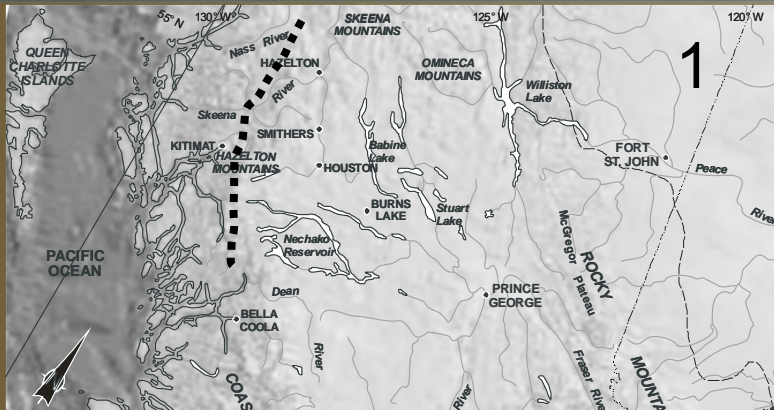 55° N
130° W
125° W
120° W
1
QUEEN
CHARLOTTE
ISLANDS
Nass River
SKEENA
MOUNTAINS
HAZELTON
OMINECA
MOUNTAINS
Williston
Lake
Skeena
River
SMITHERS
KITIMAT
HAZELTON
MOUNTAINS
HOUSTON
Babine
Lake
FORT
ST. JOHN
Peace
River
BURNS
LAKE
Stuart
Lake
Nechako
Reservoir
McGregor Plateau
ROCKY
MOUNTA
PACIFIC
OCEAN
Dean
River
PRINCE
GEORGE
BELLA
COOLA
COAS
River
Fraser River
N